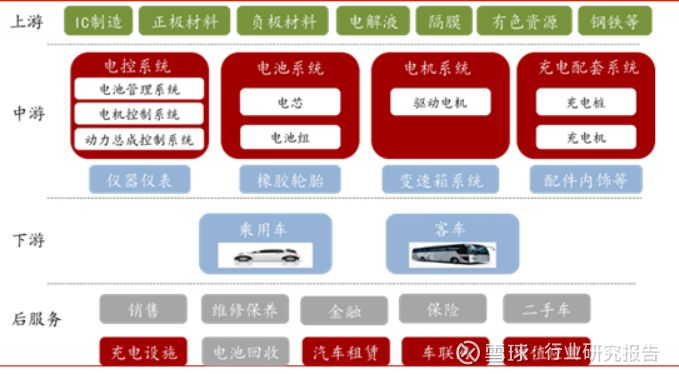 上游
IC制造
正极材料
负极材料
电解液
隔膜
有色资源
钢铁等
中游
电控系统
电池管理系统
电机控制系统
动力总成控制系统
电池系统
电芯
电池组
电机系统
驱动电机
充电配套系统
充电桩
充电机
仪器仪表
橡胶轮胎
变速箱系统
配件内饰等
下游
乘用车
客车
后服务
销售
维修保养
金融
保险
二手车
充电设施
电池回收
汽车租赁
车联
值
雪球:行业研究报告